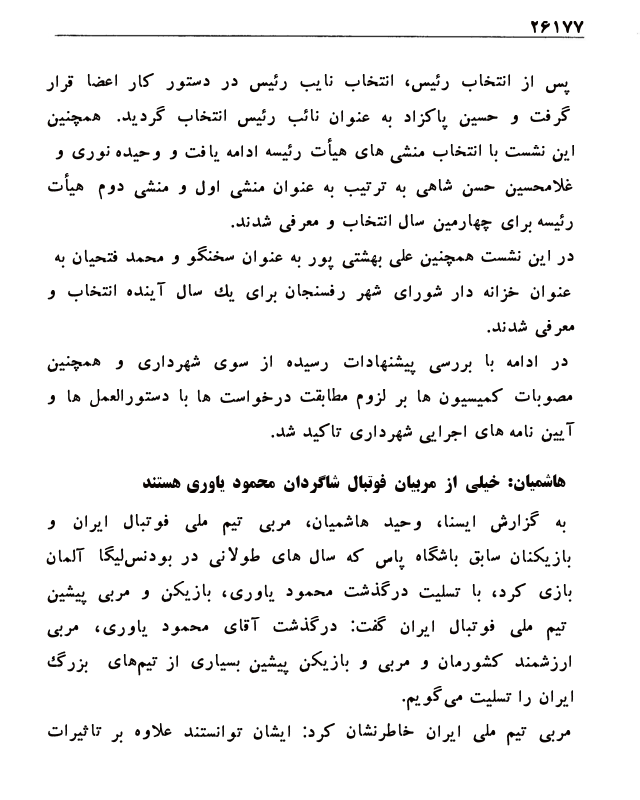 ۲۶۱۷۷
پس از انتخاب رئیس، انتخاب نایب رئیس در دستور کار اعضا قرار
گرفت و حسین پاکزاد به عنوان نائب رئیس انتخاب گردید. همچنین
این نشست با انتخاب منشی های هیأت رئیسه ادامه یافت و وحیده نوری و
غلامحسین حسن شاهی به ترتیب به عنوان منشی اول و منشی دوم هیأت
رئیسه برای چهارمین سال انتخاب و معرفی شدند.
در این نشست همچنین علی بهشتی پور به عنوان سخنگو و محمد فتحیان به
عنوان خزانه دار شورای شهر رفسنجان برای یك سال آینده انتخاب و
معرفی شدند.
در ادامه با بررسی پیشنهادات رسیده از سوی شهرداری و همچنین
مصوبات کمیسیون ها بر لزوم مطابقت درخواست ها با دستورالعمل ها و
آیین نامه های اجرایی شهرداری تاکید شد.
هاشمیان: خیلی از مربیان فوتبال شاگردان محمود یاوری هستند
به گزارش ایسنا، وحید هاشمیان، مربی تیم ملی فوتبال ایران و
بازیکنان سابق باشگاه پاس که سال های طولانی در بودنس‌لیگا آلمان
بازی کرد، با تسلیت درگذشت محمود یاوری، بازیکن و مربی پیشین
تیم ملی فوتبال ایران گفت: درگذشت آقای محمود یاوری، مربی
ارزشمند کشورمان و مربی و بازیکن پیشین بسیاری از تیم‌های بزرگ
ایران را تسلیت می‌گویم.
مربی تیم ملی ایران خاطرنشان کرد: ایشان توانستند علاوه بر تاثیرات